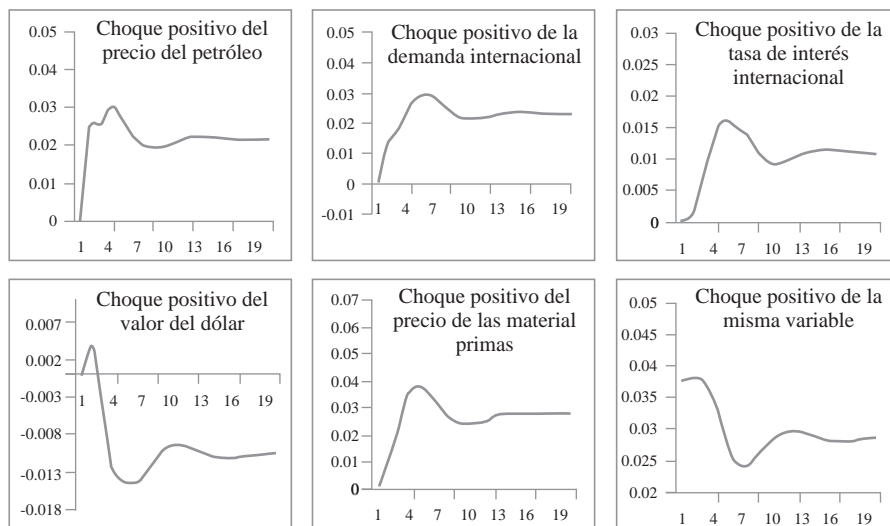 Choque positivo del
precio del petróleo
0.05
0.04
0.03
0.02
0.01
0
1 4 7 10 13 16 19
Choque positivo de la
demanda internacional
0.05
0.04
0.03
0.02
0.01
0
-0.01
1 4 7 10 13 16 19
Choque positivo de la
tasa de interés
internacional
0.03
0.025
0.02
0.015
0.01
0.005
0
1 4 7 10 13 16 19
Choque positivo del
valor del dólar
0.007
0.002
-0.003
-0.008
-0.013
-0.018
1 4 7 10 13 16 19
Choque positivo del
precio de las material
primas
0.07
0.06
0.05
0.04
0.03
0.02
0.01
0
1 4 7 10 13 16 19
Choque positivo de la
misma variable
0.05
0.045
0.04
0.035
0.03
0.025
0.02
1 4 7 10 13 16 19